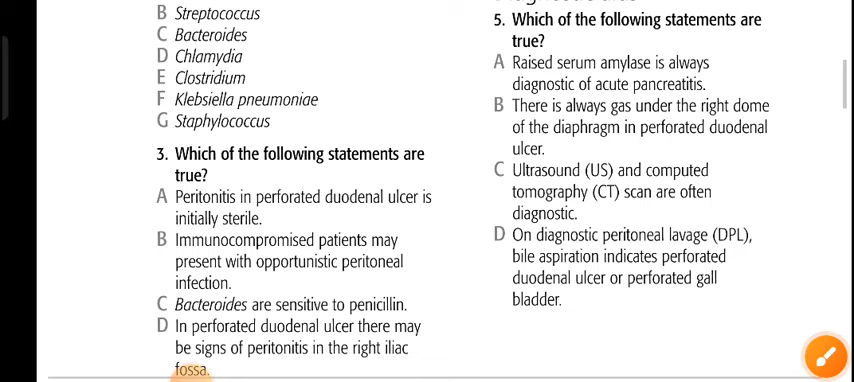 B Streptococcus
C Bacteroides
D Chlamydia
E Clostridium
F Klebsiella pneumoniae
G Staphylococcus
3. Which of the following statements are
true?
A Peritonitis in perforated duodenal ulcer is
initially sterile.
B Immunocompromised patients may
present with opportunistic peritoneal
infection.
C Bacteroides are sensitive to penicillin.
D In perforated duodenal ulcer there may
be signs of peritonitis in the right iliac
fossa.
5. Which of the following statements are
true?
A Raised serum amylase is always
diagnostic of acute pancreatitis.
B There is always gas under the right dome
of the diaphragm in perforated duodenal
ulcer.
C Ultrasound (US) and computed
tomography (CT) scan are often
diagnostic.
D On diagnostic peritoneal lavage (DPL),
bile aspiration indicates perforated
duodenal ulcer or perforated gall
bladder.